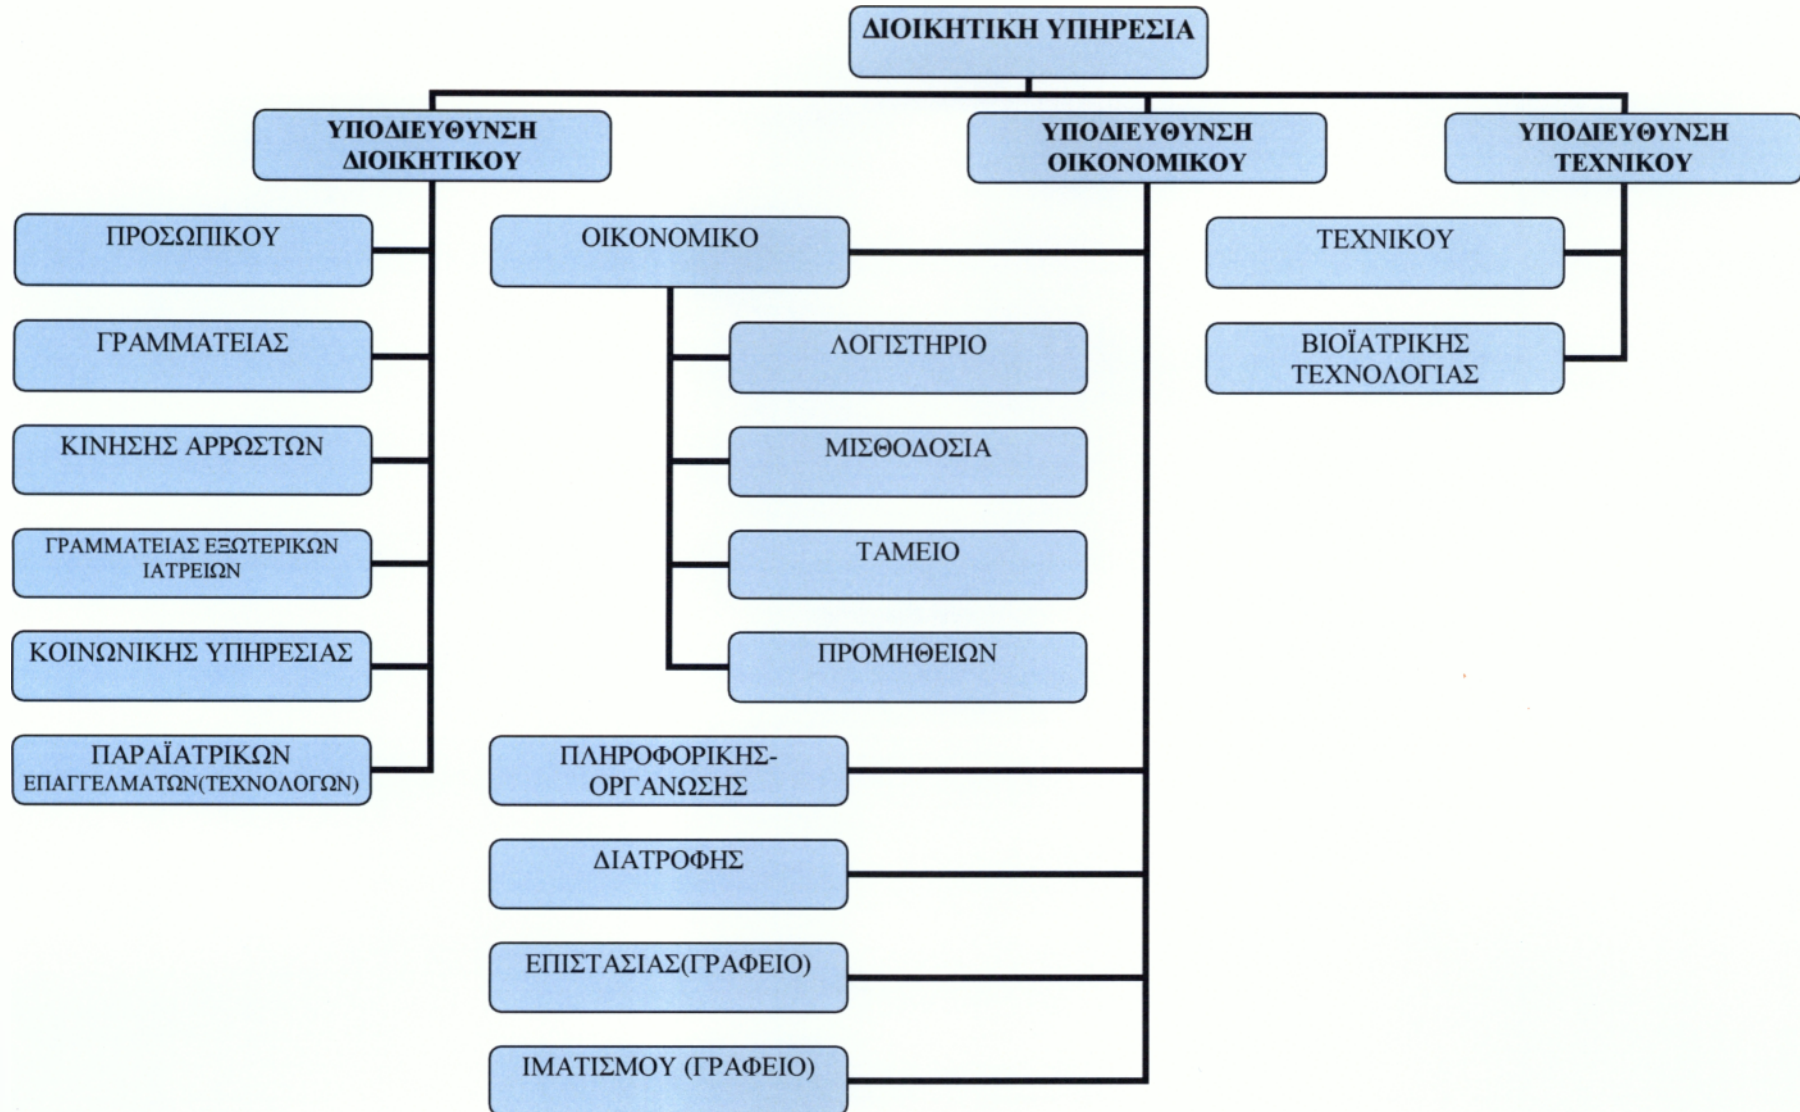 ΔΙΟΙΚΗΤΙΚΗ ΥΠΗΡΕΣΙΑ
ΥΠΟΔΙΕΥΘΥΝΣΗ
ΔΙΟΙΚΗΤΙΚΟΥ
ΠΡΟΣΩΠΙΚΟΥ
ΓΡΑΜΜΑΤΕΙΑΣ
ΚΙΝΗΣΗΣ ΑΡΡΩΣΤΩΝ
ΓΡΑΜΜΑΤΕΙΑΣ ΕΞΩΤΕΡΙΚΩΝ
ΙΑΤΡΕΙΩΝ
ΚΟΙΝΩΝΙΚΗΣ ΥΠΗΡΕΣΙΑΣ
ΠΑΡΑΪΑΤΡΙΚΩΝ
ΕΠΑΓΓΕΛΜΑΤΩΝ(ΤΕΧΝΟΛΟΓΩΝ)
ΥΠΟΔΙΕΥΘΥΝΣΗ
ΟΙΚΟΝΟΜΙΚΟΥ
ΟΙΚΟΝΟΜΙΚΟ
ΛΟΓΙΣΤΗΡΙΟ
ΜΙΣΘΟΔΟΣΙΑ
ΤΑΜΕΙΟ
ΠΡΟΜΗΘΕΙΩΝ
ΠΛΗΡΟΦΟΡΙΚΗΣ-
ΟΡΓΑΝΩΣΗΣ
ΔΙΑΤΡΟΦΗΣ
ΕΠΙΣΤΑΣΙΑΣ(ΓΡΑΦΕΙΟ)
ΙΜΑΤΙΣΜΟΥ (ΓΡΑΦΕΙΟ)
ΥΠΟΔΙΕΥΘΥΝΣΗ
ΤΕΧΝΙΚΟΥ
ΤΕΧΝΙΚΟΥ
ΒΙΟΪΑΤΡΙΚΗΣ
ΤΕΧΝΟΛΟΓΙΑΣ